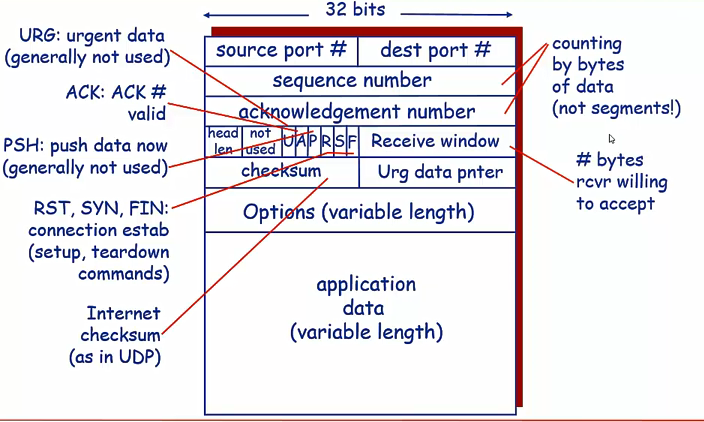 32 bits
URG: urgent data
(generally not used)
ACK: ACK #
valid
PSH: push data now
(generally not used)
RST, SYN, FIN:
connection estab
(setup, teardown
commands)
Internet
checksum
(as in UDP)
source port #
dest port #
sequence number
acknowledgement number
head
len
not
used
U A P R S F
Receive window
checksum
Urg data pnter
Options (variable length)
application
data
(variable length)
counting
by bytes
of data
(not segments!)
# bytes
rcvr willing
to accept